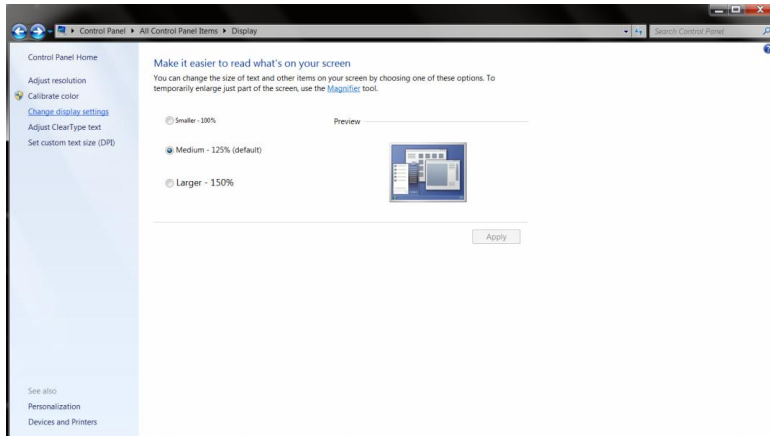 Control Panel ▸ All Control Panel Items ▸ Display
Search Control Panel
Control Panel Home
Adjust resolution
Calibrate color
Change display settings
Adjust ClearType text
Set custom text size (DPI)
Make it easier to read what's on your screen
You can change the size of text and other items on your screen by choosing one of these options. To
temporarily enlarge just part of the screen, use the Magnifier tool.
Smaller - 100%
Preview
Medium - 125% (default)
Larger - 150%
Apply
See also
Personalization
Devices and Printers